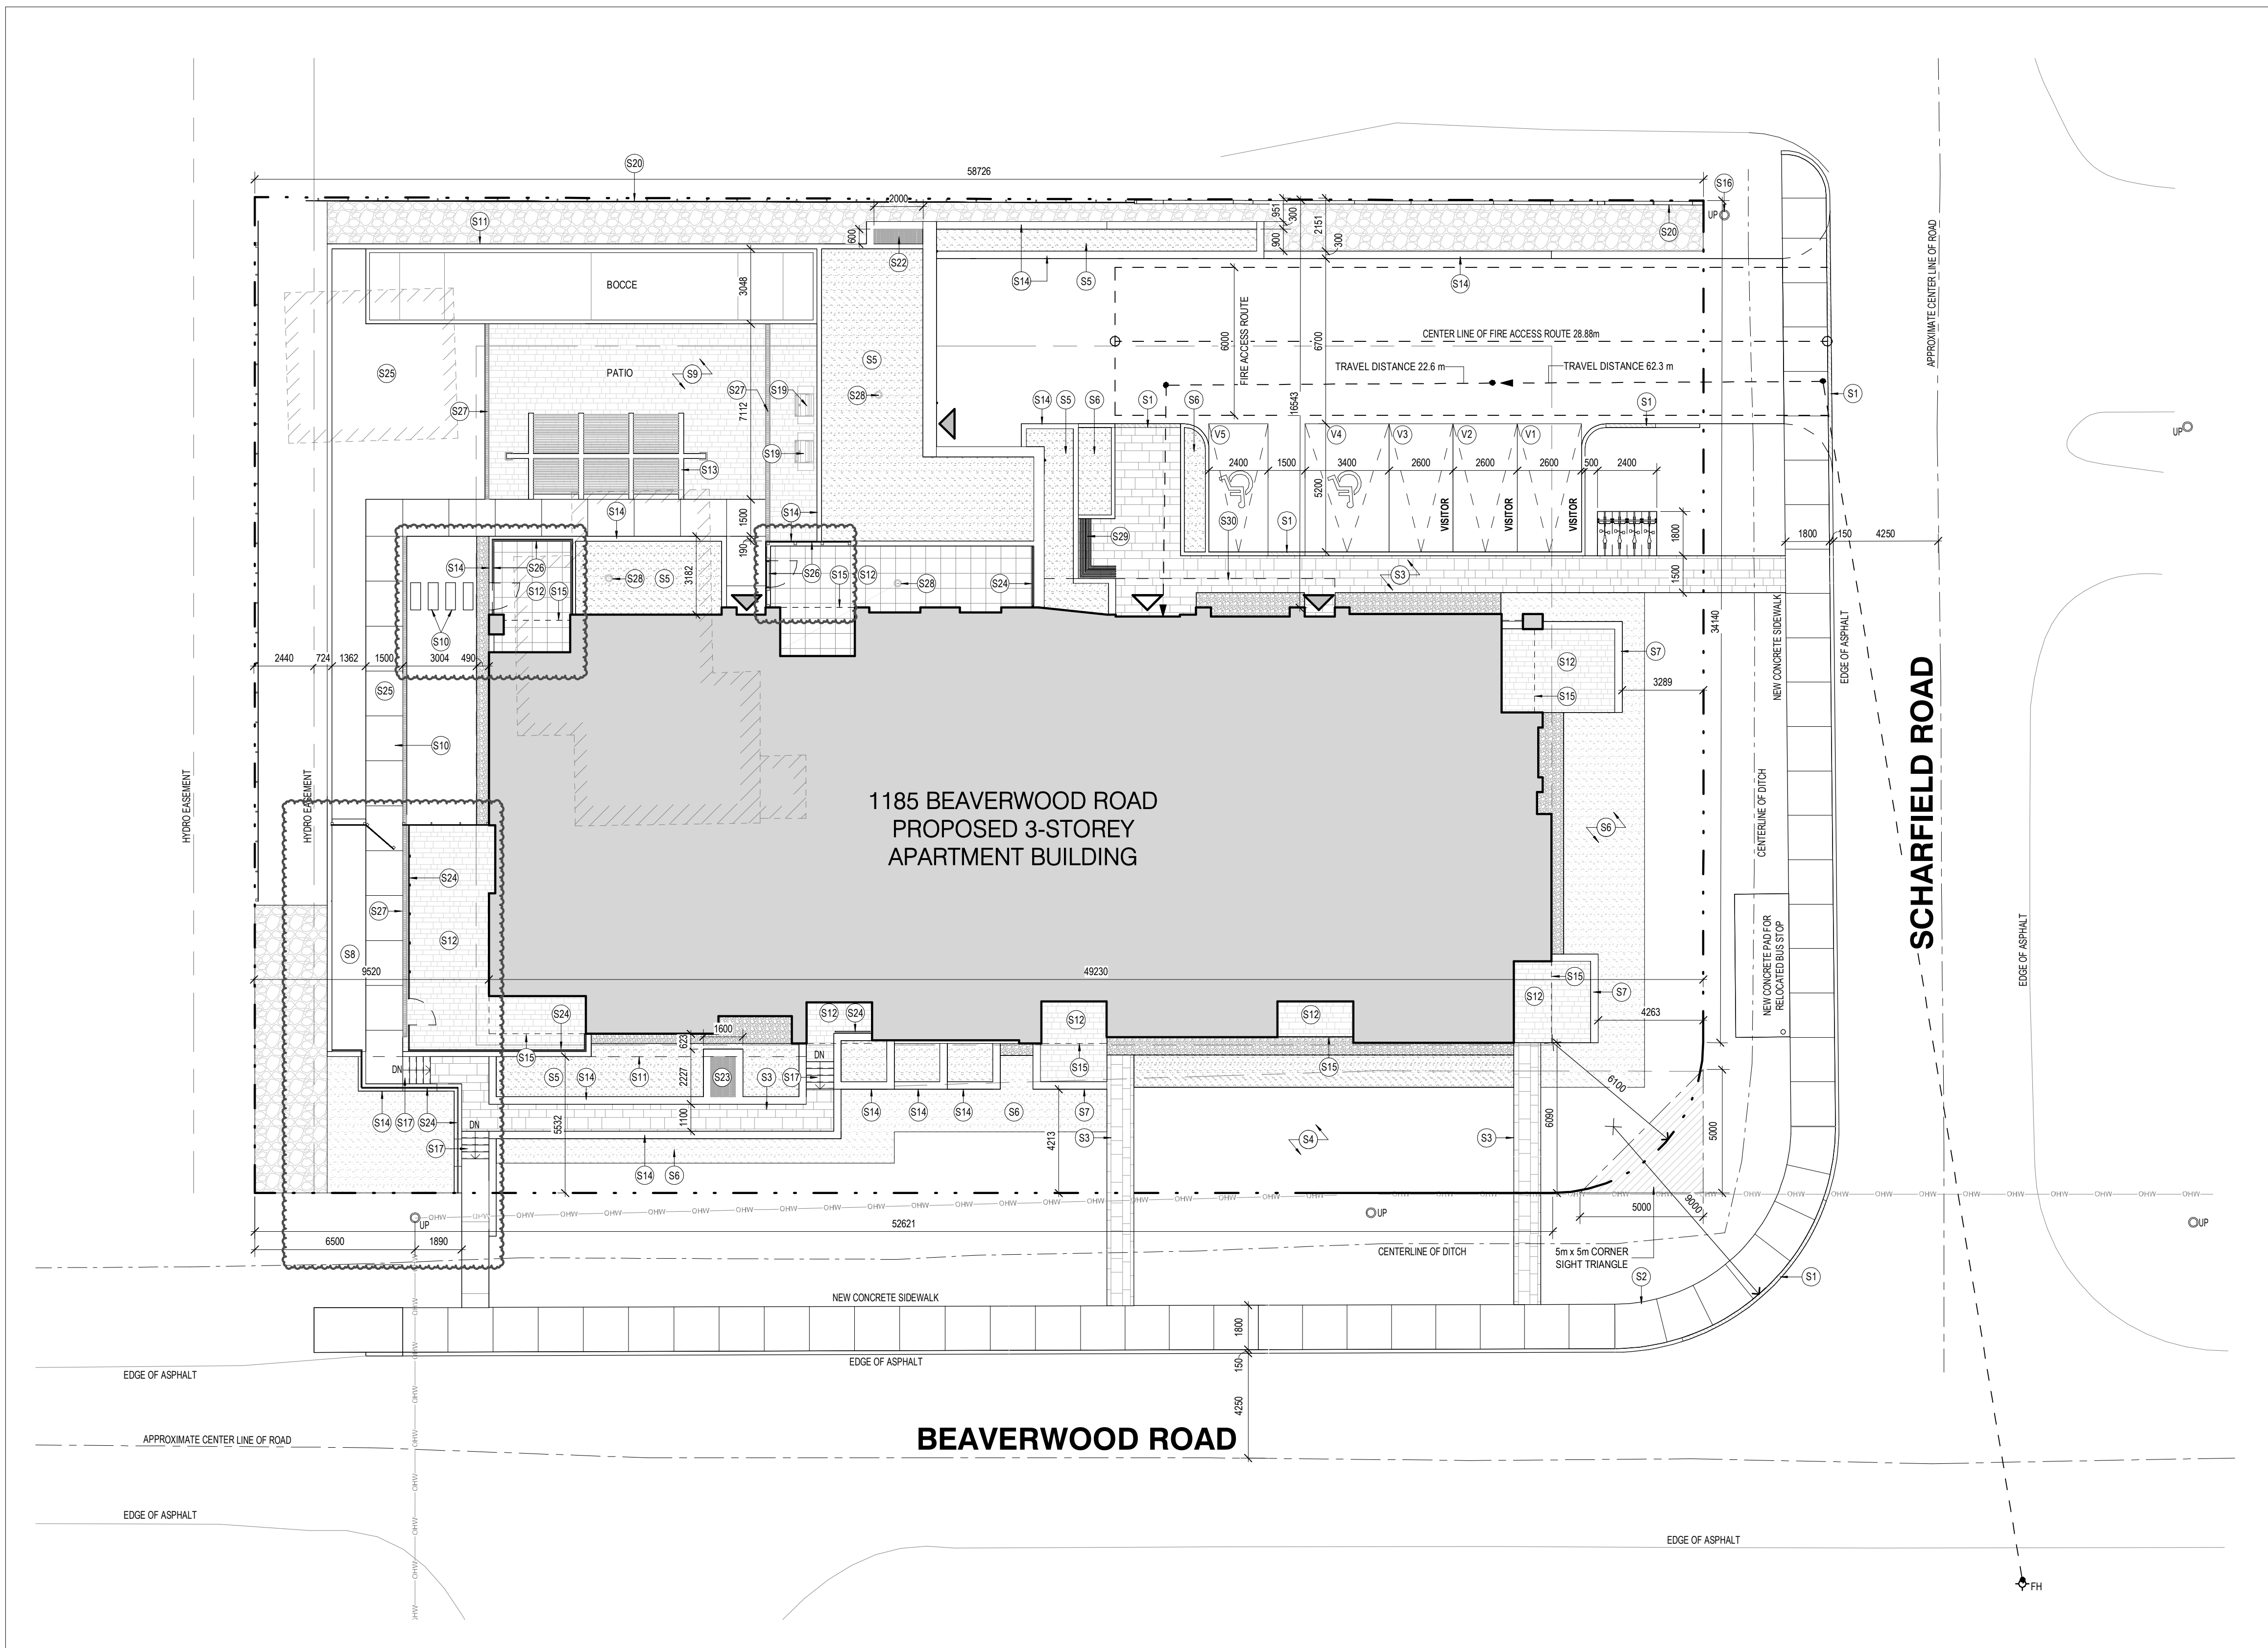 S20
58726
S16
UP
2000
951
300
2151
900
300
600
S11
S22
S14
S5
S14
S20
BOCCE
3048
6000
FIRE ACCESS ROUTE
6700
CENTER LINE OF FIRE ACCESS ROUTE 28.88m
TRAVEL DISTANCE 22.6 m
TRAVEL DISTANCE 62.3 m
APPROXIMATE CENTER LINE OF ROAD
S25
PATIO
S9
S5
S27
S19
S28
S27
7112
S19
S13
S14
S5
S6
S1
S6
16543
S1
S1
UP
V5
V4
V3
V2
V1
2400
1500
3400
2600
2600
2600
500
2400
5200
VISITOR
VISITOR
VISITOR
S14
1500
S14
190
S29
S30
S1
1800
1800
150
4250
S14
S26
S12
S15
S28
S5
3182
S26
S15
S12
S28
S24
S3
1500
S10
34140
NEW CONCRETE SIDEWALK
EDGE OF ASPHALT
2440
724
1362
1500
3004
490
S12
S7
S15
3289
S25
S10
HYDRO EASEMENT
HYDRO EASEMENT
1185 BEAVERWOOD ROAD
PROPOSED 3-STOREY
APARTMENT BUILDING
S6
CENTERLINE OF DITCH
SCHARFIELD ROAD
S24
S27
S12
S8
NEW CONCRETE PAD FOR
RELOCATED BUS STOP
EDGE OF ASPHALT
9520
49230
S15
S12
S7
4263
S24
1600
S12
S24
S12
S12
623
DN
S15
S15
S15
DN
S5
S14
S11
2227
S23
S3
S17
6100
S14
S17
S24
DN
5532
1100
S14
S14
S14
S6
S7
4213
S3
S4
S3
6090
5000
S17
S14
S6
9000
UP
OHW OHW OHW OHW OHW OHW OHW OHW OHW OHW OHW OHW
UP
5000
UP
52621
6500
1890
CENTERLINE OF DITCH
5m x 5m CORNER
SIGHT TRIANGLE
S2
S1
NEW CONCRETE SIDEWALK
1800
150
EDGE OF ASPHALT
EDGE OF ASPHALT
4250
APPROXIMATE CENTER LINE OF ROAD
BEAVERWOOD ROAD
EDGE OF ASPHALT
EDGE OF ASPHALT
FH